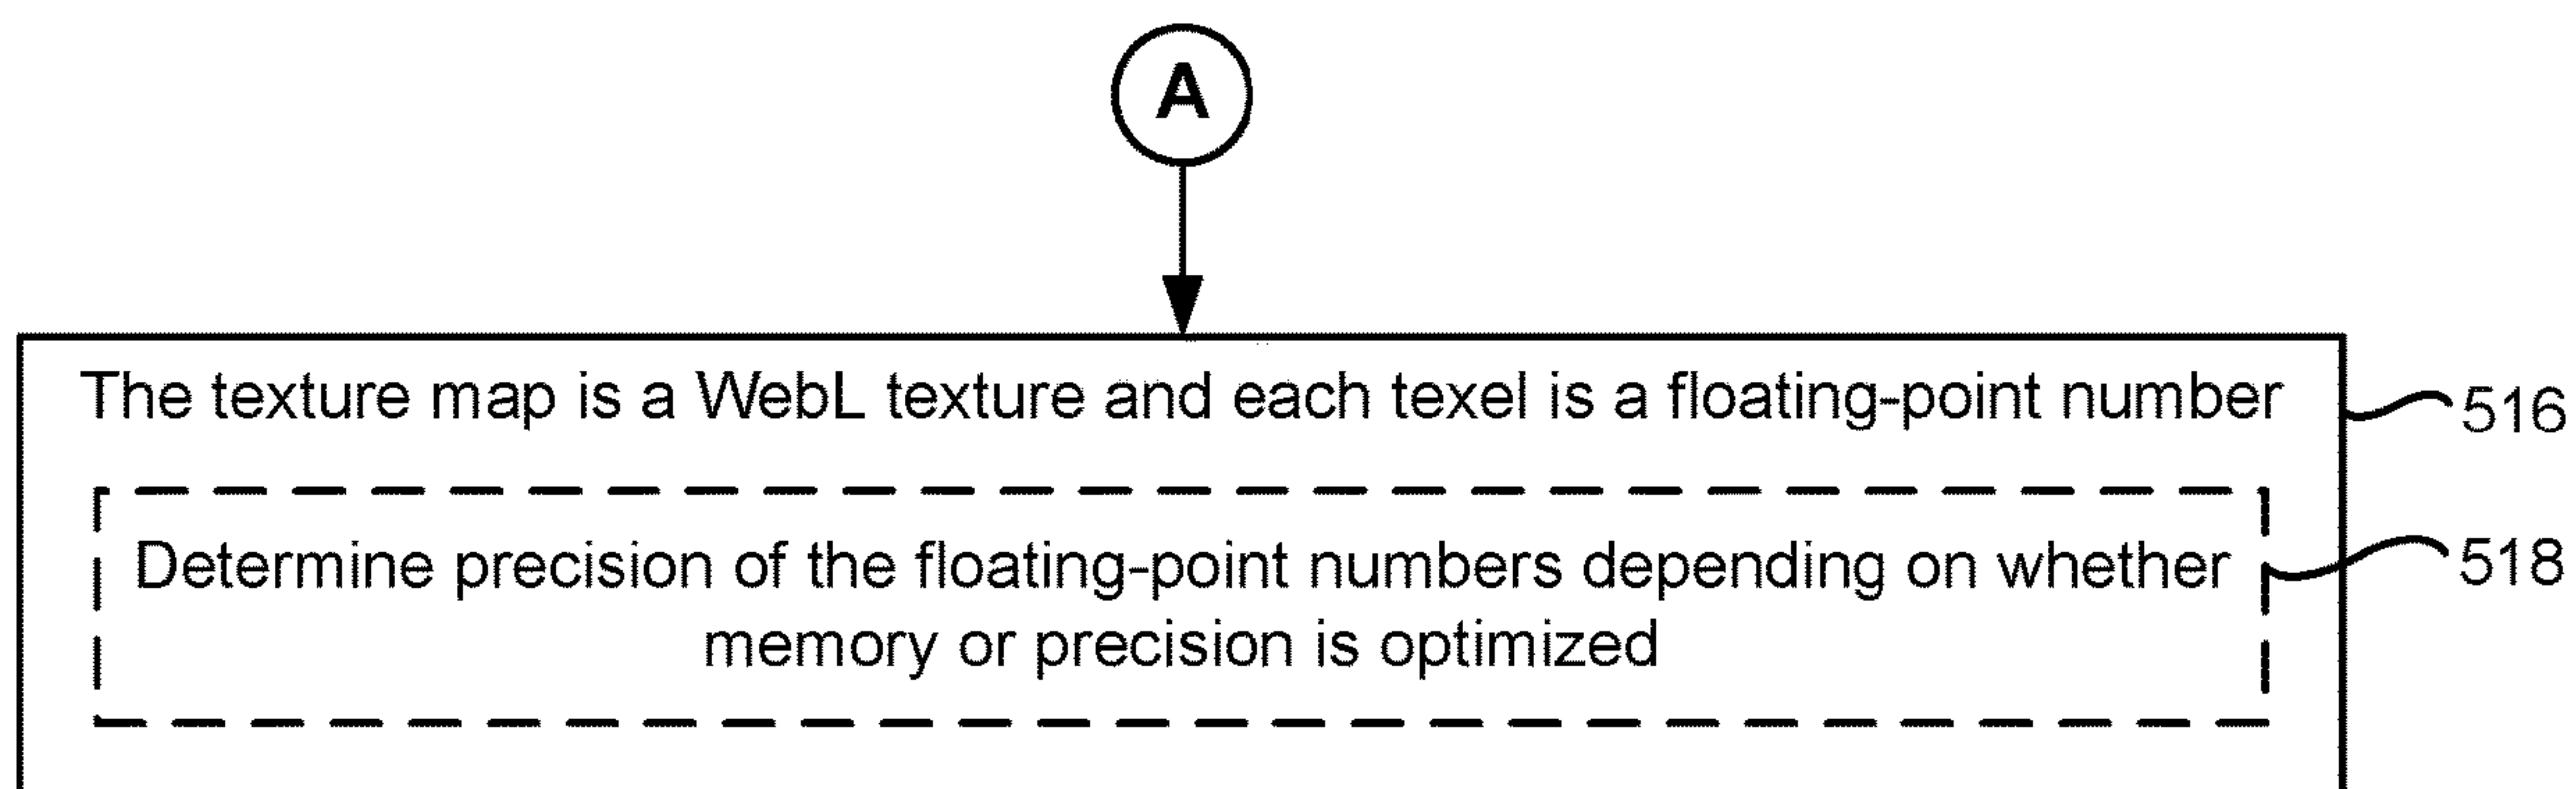 A
The texture map is a WebL texture and each texel is a floating-point number
516
Determine precision of the floating-point numbers depending on whether
518
memory or precision is optimized